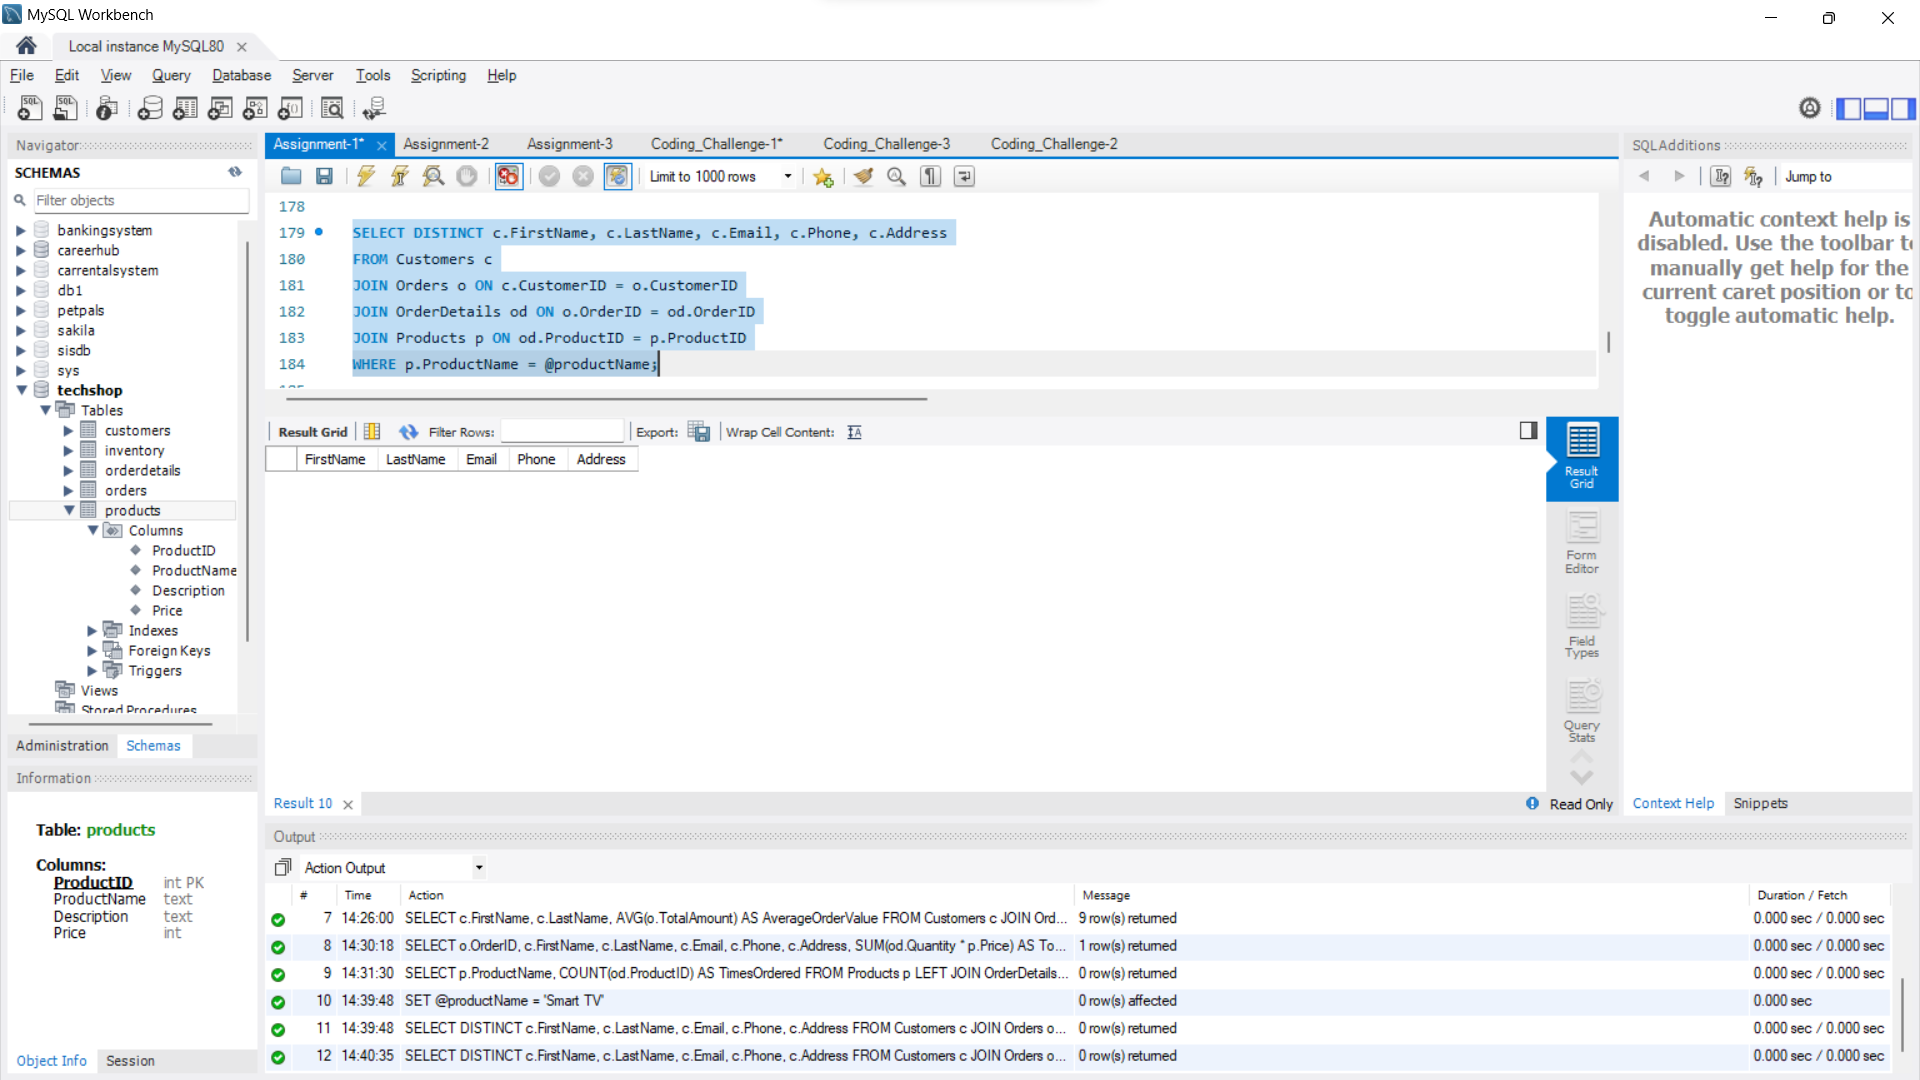 MySQL Workbench
Local instance MySQL80
File Edit View Query Database Server Tools Scripting Help
Navigator
SCHEMAS
Filter objects
bankingsystem
careerhub
carrentalsystem
db1
petpals
sakila
sisdb
sys
techshop
Tables
customers
inventory
orderdetails
orders
products
Columns
ProductID
ProductName
Description
Price
Indexes
Foreign Keys
Triggers
Views
Stored Procedures
Administration Schemas
Information
Table: products
Columns:
ProductID int PK
ProductName text
Description text
Price int
Object Info Session
Assignment-1* Assignment-2 Assignment-3 Coding_Challenge-1* Coding_Challenge-3 Coding_Challenge-2
Limit to 1000 rows
178
179 SELECT DISTINCT c.FirstName, c.LastName, c.Email, c.Phone, c.Address
180 FROM Customers c
181 JOIN Orders o ON c.CustomerID = o.CustomerID
182 JOIN OrderDetails od ON o.OrderID = od.OrderID
183 JOIN Products p ON od.ProductID = p.ProductID
184 WHERE p.ProductName = @productName;
Result Grid Filter Rows: Export: Wrap Cell Content:
FirstName LastName Email Phone Address
Result Grid
Form Editor
Field Types
Query Stats
Result 10 Read Only
SQLAdditions
Jump to
Automatic context help is
disabled. Use the toolbar to
manually get help for the
current caret position or to
toggle automatic help.
Context Help Snippets
Output
Action Output
# Time Action Message Duration / Fetch
7 14:26:00 SELECT c.FirstName, c.LastName, AVG(o.TotalAmount) AS AverageOrderValue FROM Customers c JOIN Ord... 9 row(s) returned 0.000 sec / 0.000 sec
8 14:30:18 SELECT o.OrderID, c.FirstName, c.LastName, c.Email, c.Phone, c.Address, SUM(od.Quantity * p.Price) AS To... 1 row(s) returned 0.000 sec / 0.000 sec
9 14:31:30 SELECT p.ProductName, COUNT(od.ProductID) AS TimesOrdered FROM Products p LEFT JOIN OrderDetails... 0 row(s) returned 0.000 sec / 0.000 sec
10 14:39:48 SET @productName = 'Smart TV' 0 row(s) affected 0.000 sec
11 14:39:48 SELECT DISTINCT c.FirstName, c.LastName, c.Email, c.Phone, c.Address FROM Customers c JOIN Orders o... 0 row(s) returned 0.000 sec / 0.000 sec
12 14:40:35 SELECT DISTINCT c.FirstName, c.LastName, c.Email, c.Phone, c.Address FROM Customers c JOIN Orders o... 0 row(s) returned 0.000 sec / 0.000 sec